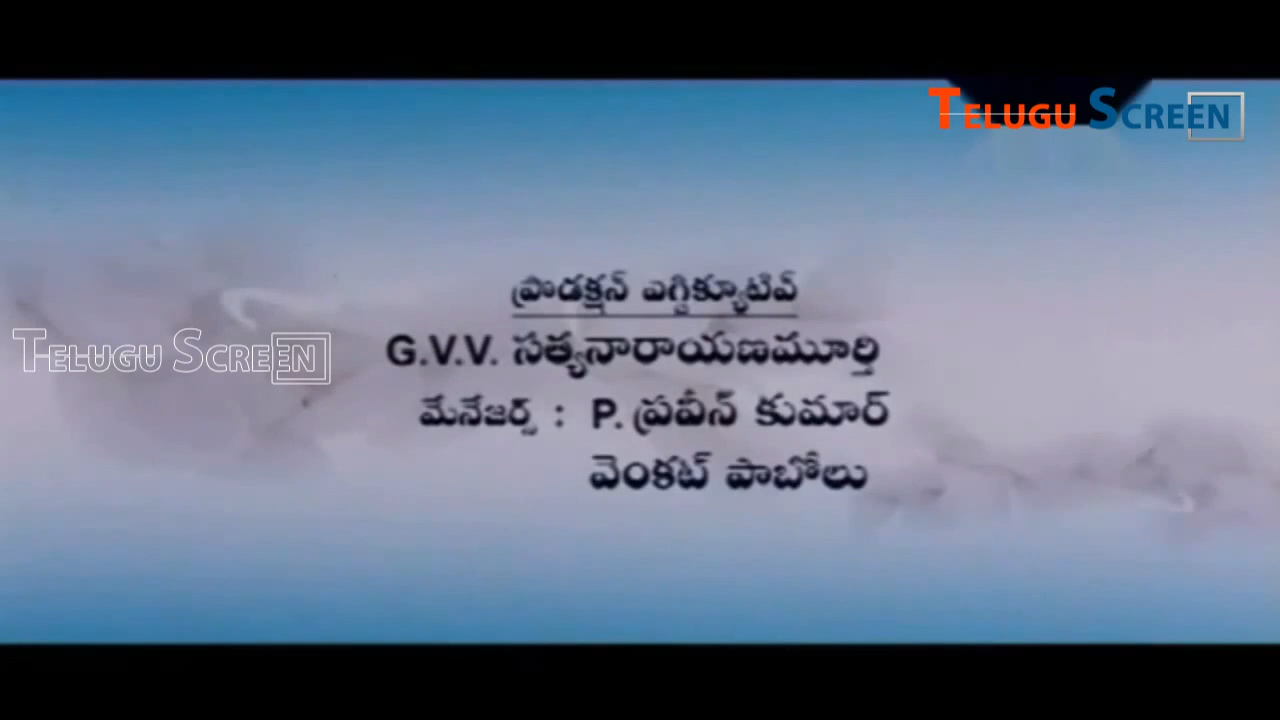 TELUGU SCREEN
ప్రొడక్షన్ ఎగ్జిక్యూటివ్
G.V.V. సత్యనారాయణమూర్తి
TELUGU SCREEN
మేనేజర్స్ : P. ప్రవీన్ కుమార్
వెంకట్ పాబోలు